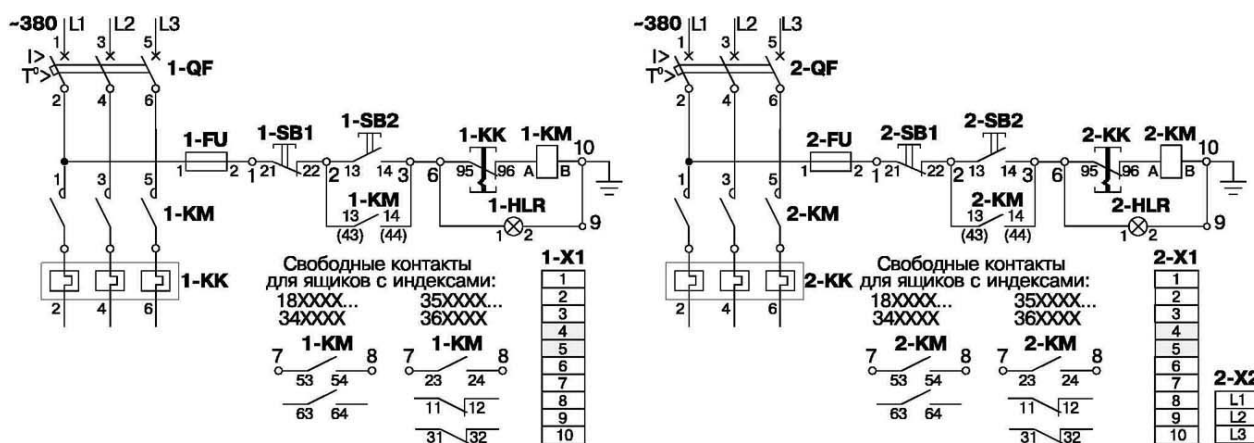 ~380 L1 L2 L3
1 3 5
I>
T°> 1-QF
2 4 6
1-FU 1-SB1 1-SB2 1-KK 1-KM 10
1 2 1 21 22 2 13 14 3 6 95 96 A B
1 3 5
1-KM
1-KM 13 14 1-HLR 9
(43) (44) 1 2
1-KK
2 4 6
Свободные контакты
для ящиков с индексами:
18XXXX... 35XXXX...
34XXXX 36XXXX
1-KM 1-KM
7 8 7 8
53 54 23 24
63 64 11 12
31 32
1-X1
1
2
3
4
5
6
7
8
9
10
~380 L1 L2 L3
1 3 5
I>
T°> 2-QF
2 4 6
2-FU 2-SB1 2-SB2 2-KK 2-KM 10
1 2 1 21 22 2 13 14 3 6 95 96 A B
1 3 5
2-KM
2-KM 13 14 2-HLR 9
(43) (44) 1 2
2-KK
2 4 6
Свободные контакты
для ящиков с индексами:
18XXXX... 35XXXX...
34XXXX 36XXXX
2-KM 2-KM
7 8 7 8
53 54 23 24
63 64 11 12
31 32
2-X1
1
2
3
4
5
6
7
8
9
10
2-X2
L1
L2
L3